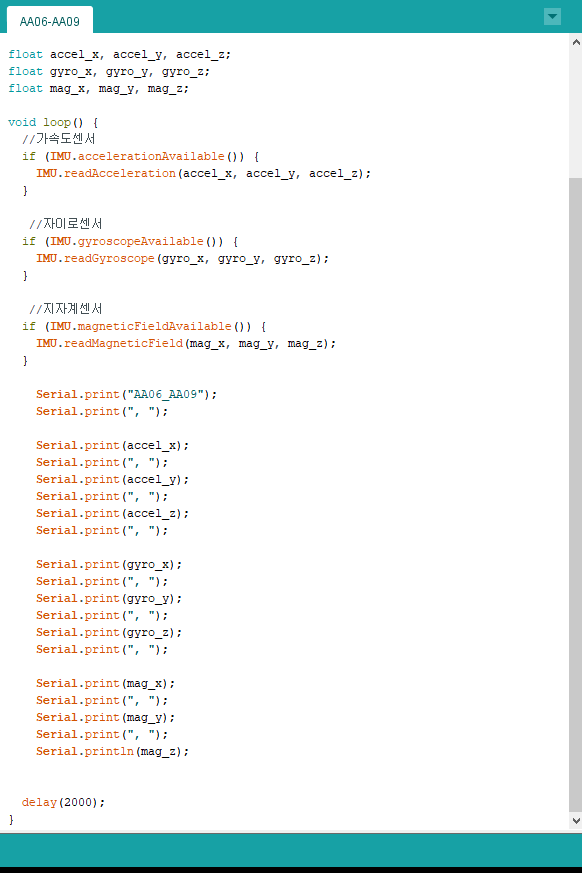 AA06-AA09
float accel_x, accel_y, accel_z;
float gyro_x, gyro_y, gyro_z;
float mag_x, mag_y, mag_z;
void loop() {
//가속도센서
if (IMU.accelerationAvailable()) {
IMU.readAcceleration(accel_x, accel_y, accel_z);
}
//자이로센서
if (IMU.gyroscopeAvailable()) {
IMU.readGyroscope(gyro_x, gyro_y, gyro_z);
}
//지자계센서
if (IMU.magneticFieldAvailable()) {
IMU.readMagneticField(mag_x, mag_y, mag_z);
}
Serial.print("AA06_AA09");
Serial.print(", ");
Serial.print(accel_x);
Serial.print(", ");
Serial.print(accel_y);
Serial.print(", ");
Serial.print(accel_z);
Serial.print(", ");
Serial.print(gyro_x);
Serial.print(", ");
Serial.print(gyro_y);
Serial.print(", ");
Serial.print(gyro_z);
Serial.print(", ");
Serial.print(mag_x);
Serial.print(", ");
Serial.print(mag_y);
Serial.print(", ");
Serial.println(mag_z);
delay(2000);
}